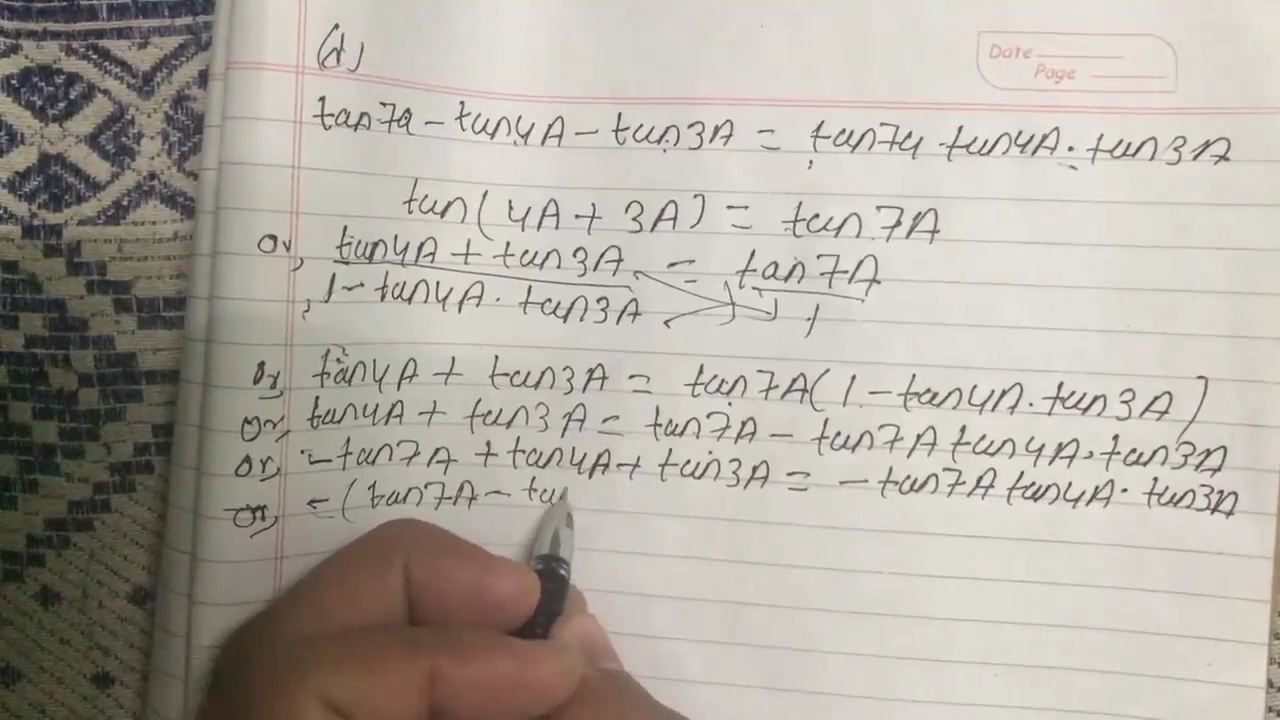 (d)
Date
Page
tan7a - tan4A - tan3A = tan7a tan4A. tan3A
tan(4A + 3A) = tan7A
or, tan4A + tan3A = tan7A
1 - tan4A. tan3A 1
or, tan4A + tan3A = tan7A(1 - tan4A. tan3A)
or, tan4A + tan3A = tan7A - tan7A tan4A. tan3A
or, -tan7A + tan4A + tan3A = -tan7A tan4A. tan3A
or, -(tan7A - ta